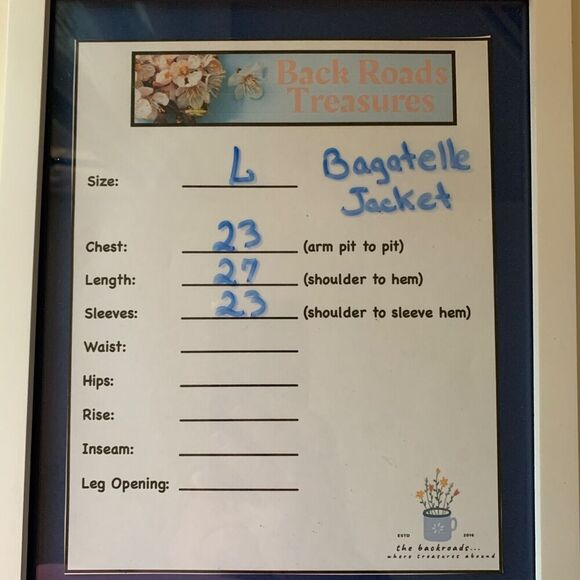 Back Roads
Treasures
Size: L Bagatelle
Jacket
Chest: 23 (arm pit to pit)
Length: 27 (shoulder to hem)
Sleeves: 23 (shoulder to sleeve hem)
Waist:
Hips:
Rise:
Inseam:
Leg Opening:
ESTD 2016
the backroads...
where treasures abound